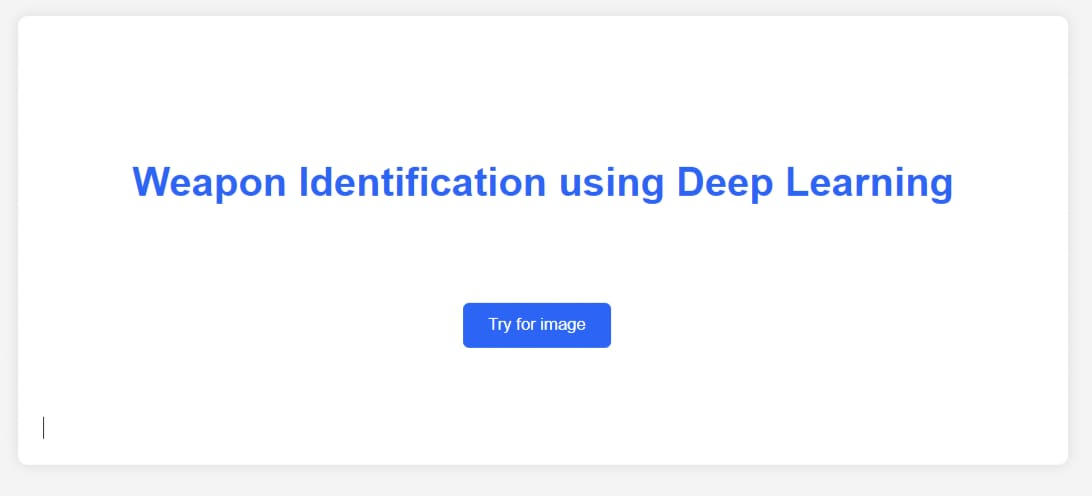 Weapon Identification using Deep Learning
Try for image